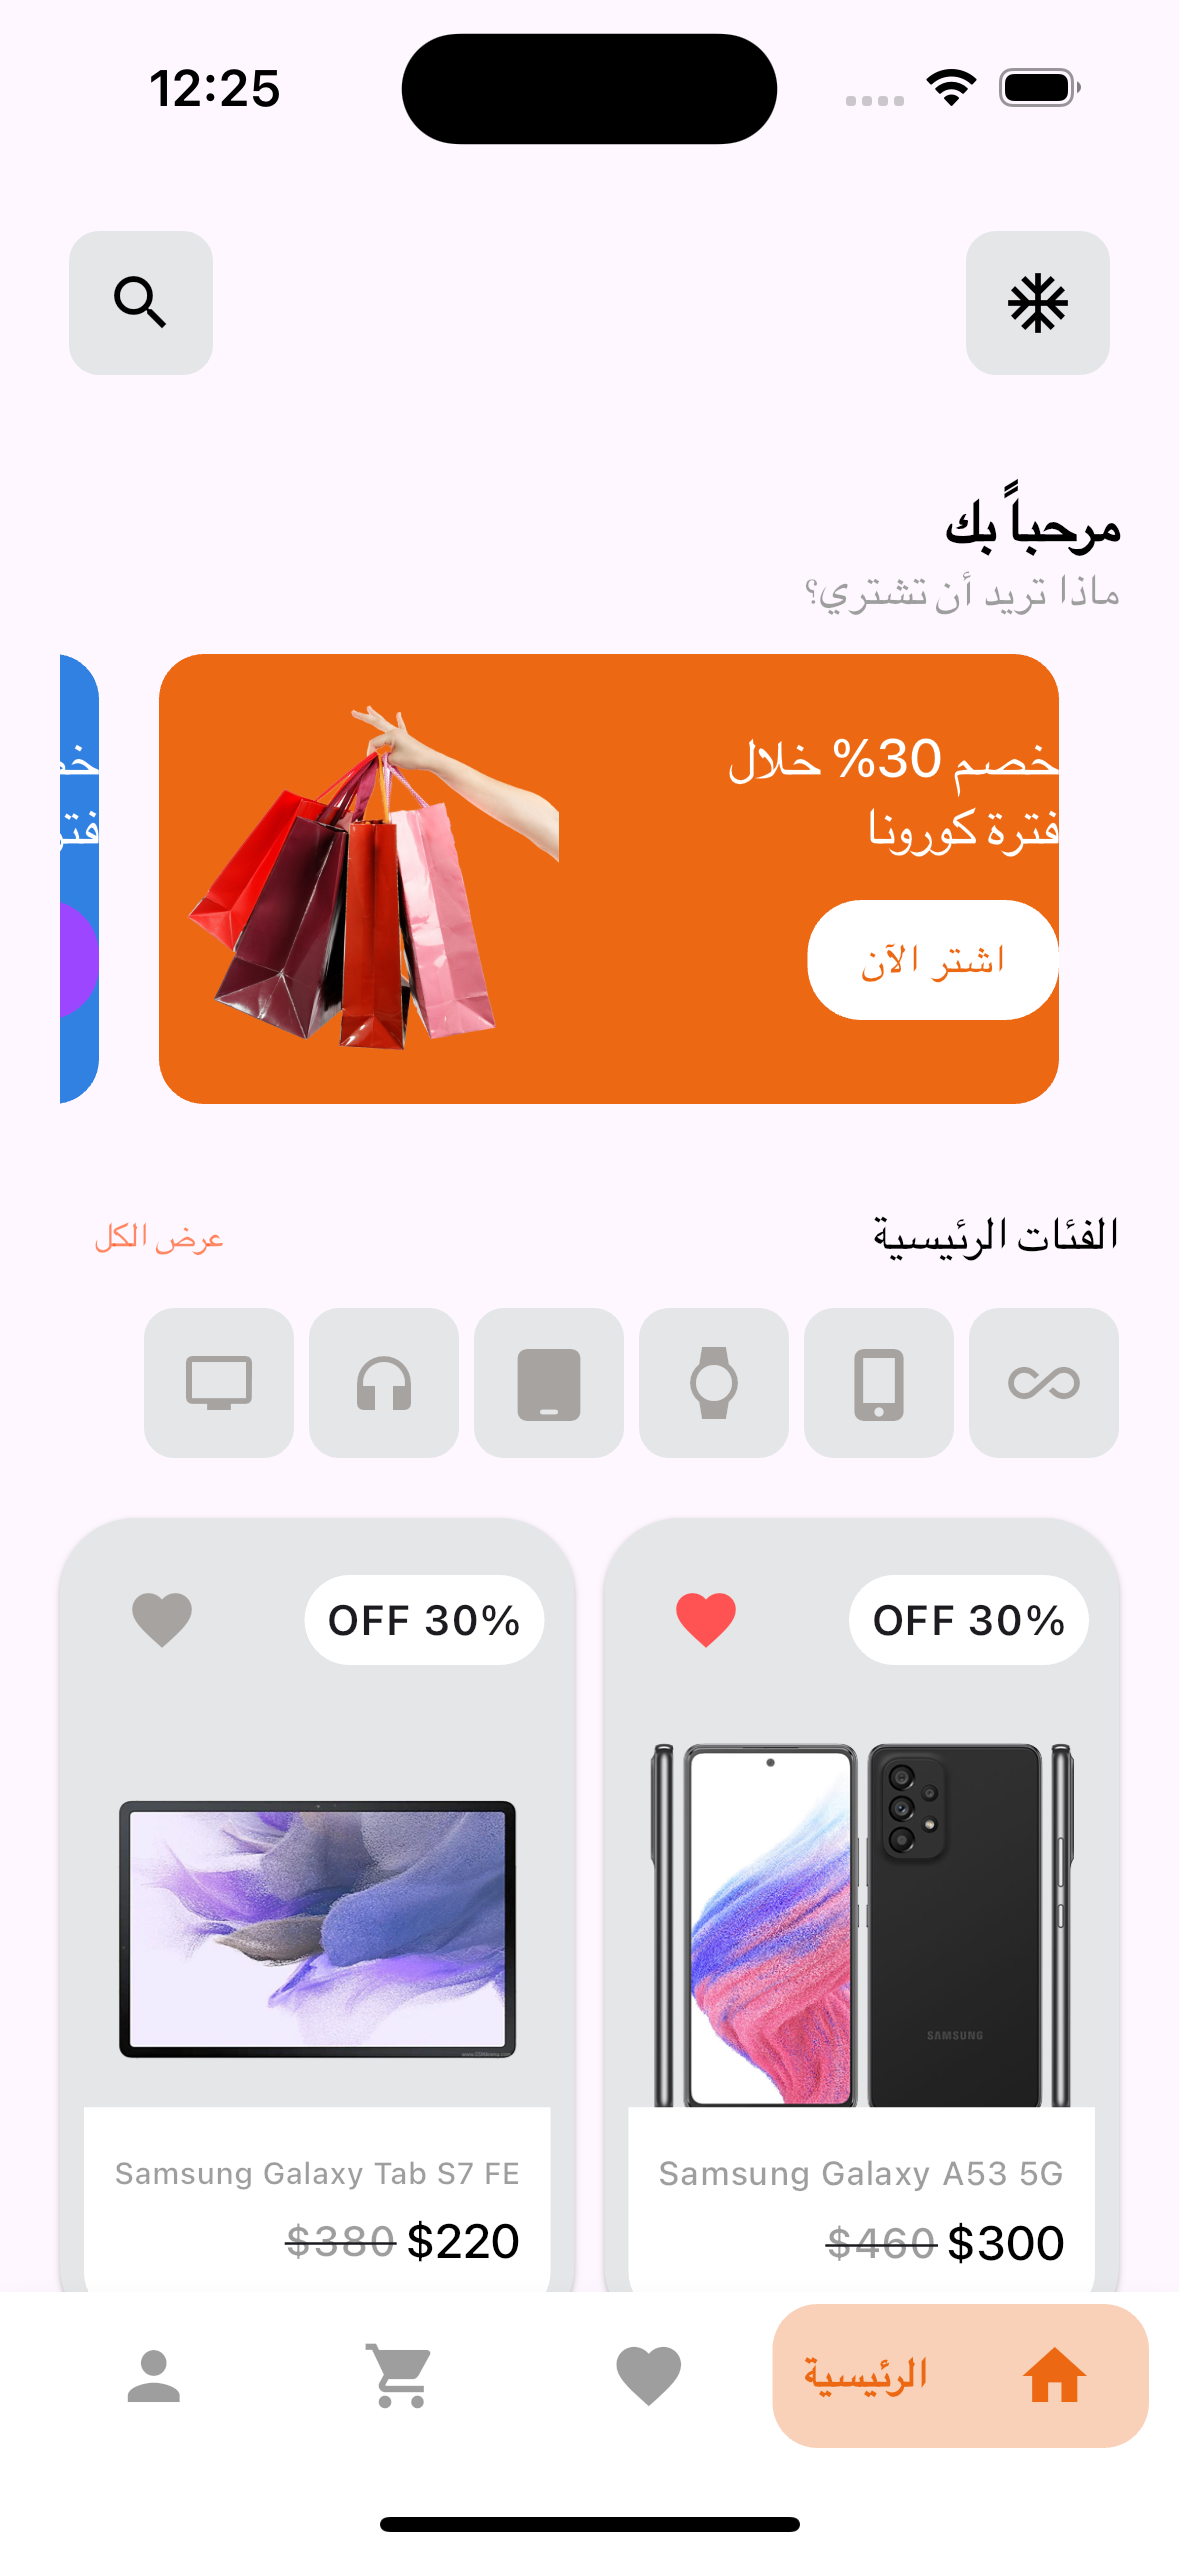 12:25
مرحباً بك
ماذا تريد أن تشتري؟
خصم 30% خلال
فترة كورونا
اشتر الآن
الفئات الرئيسية
عرض الكل
OFF 30%
OFF 30%
SAMSUNG
Samsung Galaxy A53 5G
$300 $460
Samsung Galaxy Tab S7 FE
$220 $380
الرئيسية